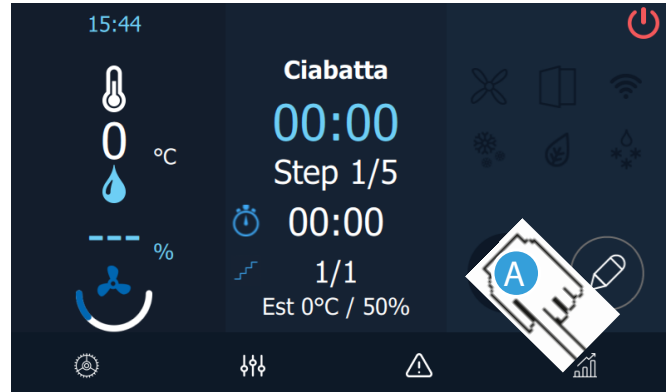 15:44
0 °C
--- %
Ciabatta
00:00
Step 1/5
00:00
1/1
Est 0°C / 50%
A